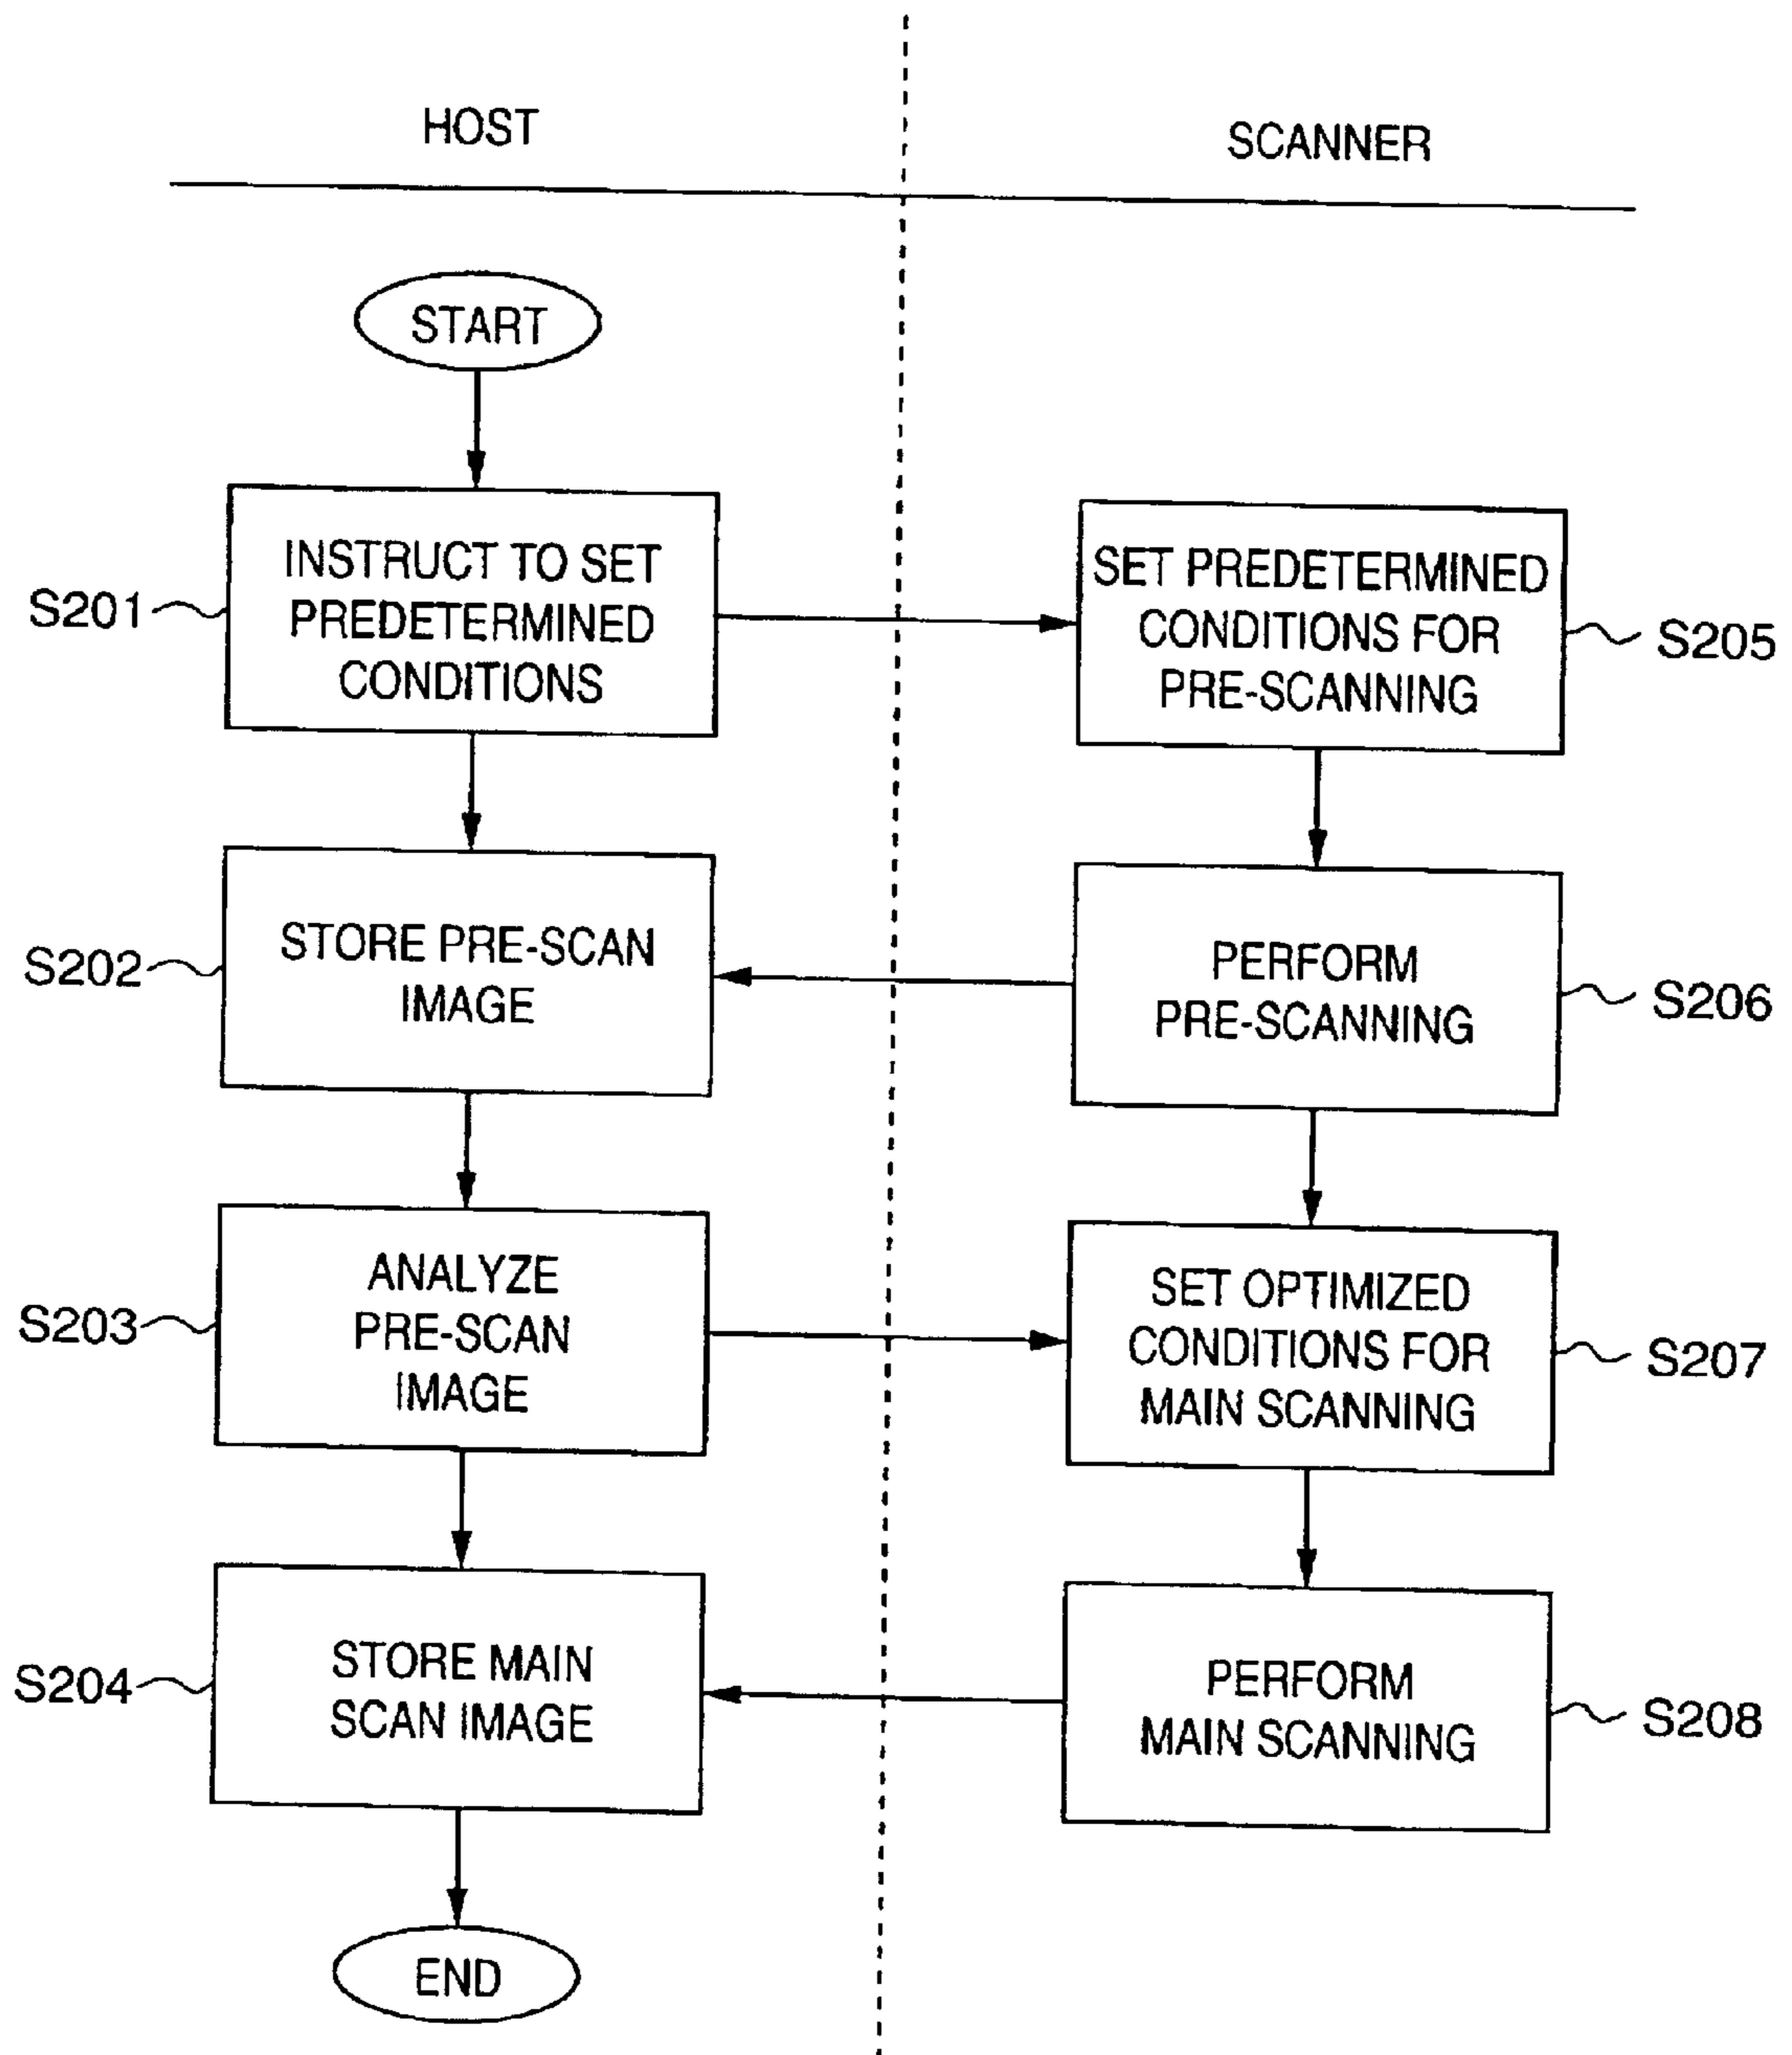 HOST
SCANNER
START
S201
INSTRUCT TO SET
PREDETERMINED
CONDITIONS
SET PREDETERMINED
CONDITIONS FOR
PRE-SCANNING
S205
S202
STORE PRE-SCAN
IMAGE
PERFORM
PRE-SCANNING
S206
S203
ANALYZE
PRE-SCAN
IMAGE
SET OPTIMIZED
CONDITIONS FOR
MAIN SCANNING
S207
S204
STORE MAIN
SCAN IMAGE
PERFORM
MAIN SCANNING
S208
END